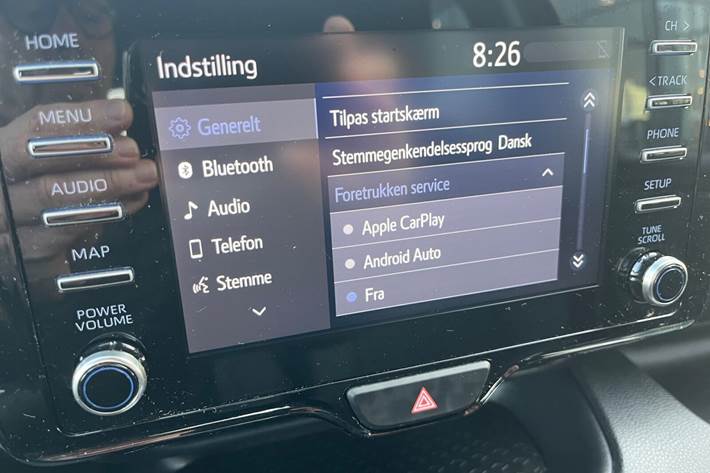 HOME
MENU
AUDIO
MAP
POWER
VOLUME
Indstilling
8:26
Generelt
Bluetooth
Audio
Telefon
Stemme
Tilpas startskærm
Stemmegenkendelsessprog Dansk
Foretrukken service
Apple CarPlay
Android Auto
Fra
CH >
< TRACK
PHONE
SETUP
TUNE
SCROLL